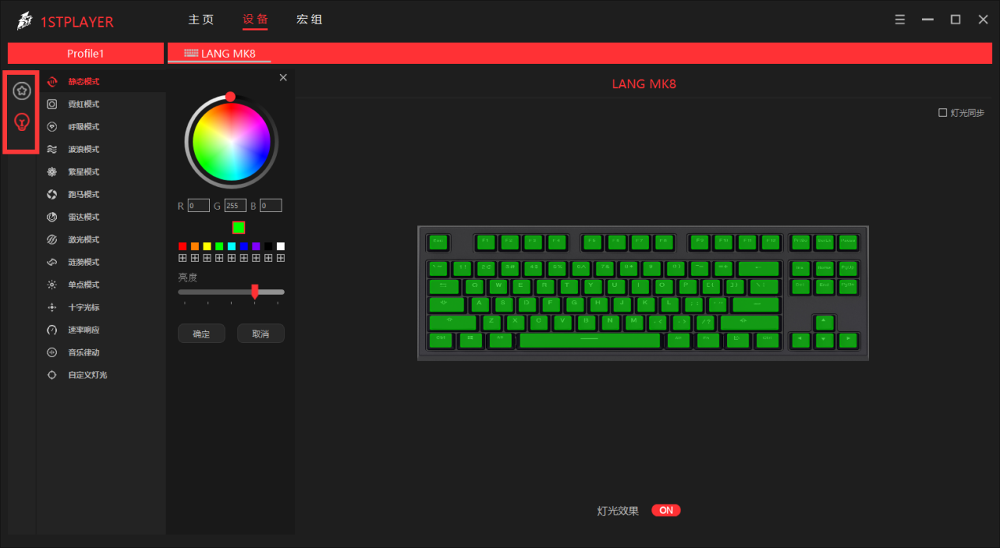 1STPLAYER
主页
设备
宏组
Profile1
LANG MK8
静态模式
霓虹模式
呼吸模式
波浪模式
繁星模式
跑马模式
雷达模式
激光模式
涟漪模式
单点模式
十字光标
速率响应
音乐律动
自定义灯光
R 0 G 255 B 0
亮度
确定
取消
LANG MK8
灯光同步
Esc F1 F2 F3 F4 F5 F6 F7 F8 F9 F10 F11 F12
Q W E R T Y U I O P
A S D F G H J K L
Z X C V B N M
灯光效果 ON